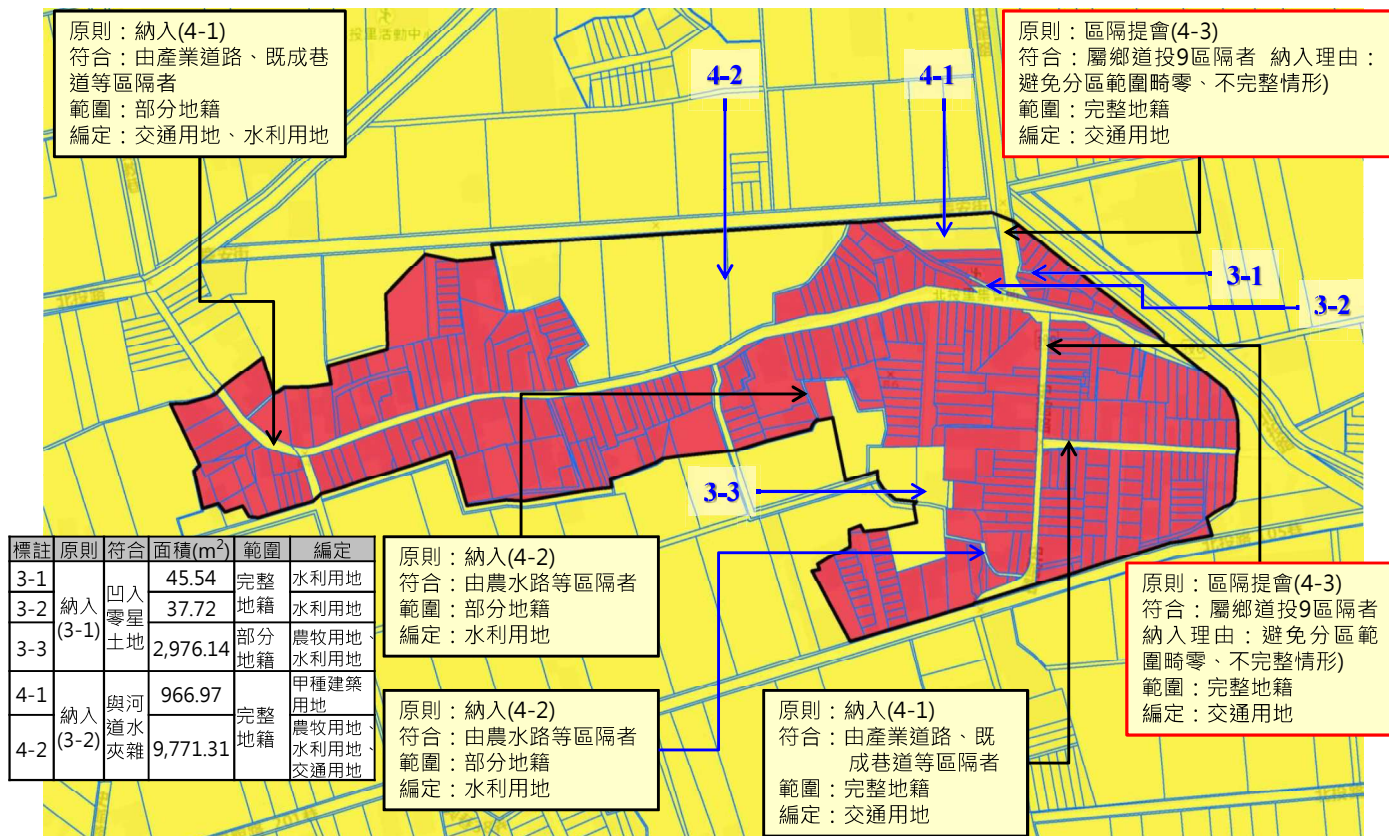 原則：納入(4-1)
符合：由產業道路、既成巷
道等區隔者
範圍：部分地籍
編定：交通用地、水利用地
4-2
4-1
原則：區隔提會(4-3)
符合：屬鄉道投9區隔者 納入理由：
避免分區範圍畸零、不完整情形)
範圍：完整地籍
編定：交通用地
3-1
3-2
3-3
標註 原則 符合 面積(m²) 範圍 編定
3-1 納入(3-1) 凹入零星土地 45.54 完整地籍 水利用地
3-2 37.72 水利用地
3-3 2,976.14 部分地籍 農牧用地、水利用地
4-1 納入(3-2) 與河道水夾雜 966.97 完整地籍 甲種建築用地
4-2 9,771.31 農牧用地、水利用地、交通用地
原則：納入(4-2)
符合：由農水路等區隔者
範圍：部分地籍
編定：水利用地
原則：納入(4-2)
符合：由農水路等區隔者
範圍：部分地籍
編定：水利用地
原則：納入(4-1)
符合：由產業道路、既
成巷道等區隔者
範圍：完整地籍
編定：交通用地
原則：區隔提會(4-3)
符合：屬鄉道投9區隔者
納入理由：避免分區範
圍畸零、不完整情形)
範圍：完整地籍
編定：交通用地